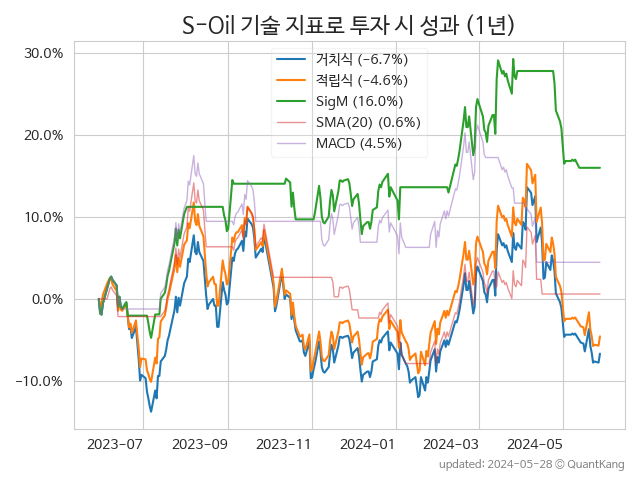 S-Oil 기술 지표로 투자 시 성과 (1년)
30.0%
20.0%
10.0%
0.0%
-10.0%
거치식 (-6.7%)
적립식 (-4.6%)
SigM (16.0%)
SMA(20) (0.6%)
MACD (4.5%)
2023-07 2023-09 2023-11 2024-01 2024-03 2024-05
updated: 2024-05-28 © QuantKang